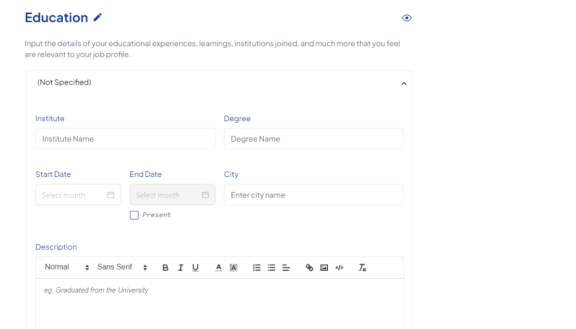 Education
Input the details of your educational experiences, learnings, institutions joined, and much more that you feel
are relevant to your job profile.
(Not Specified)
Institute
Degree
Institute Name
Degree Name
Start Date
End Date
City
Select month
Select month
Enter city name
Present
Description
Normal
Sans Serif
B I U A A
eg. Graduated from the University